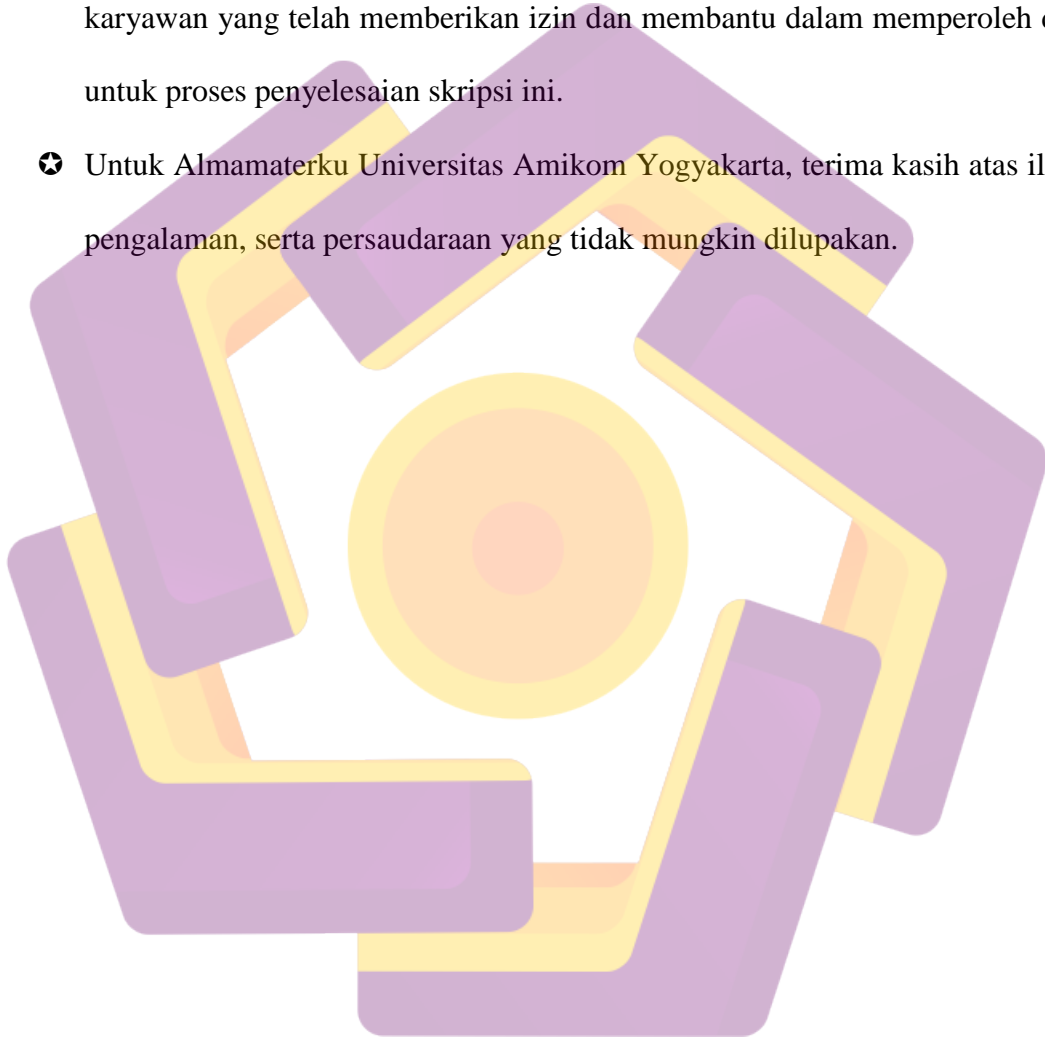 karyawan yang telah memberikan izin dan membantu dalam memperoleh
untuk proses penyelesaian skripsi ini.
✪ Untuk Almamaterku Universitas Amikom Yogyakarta, terima kasih atas
pengalaman, serta persaudaraan yang tidak mungkin dilupakan.